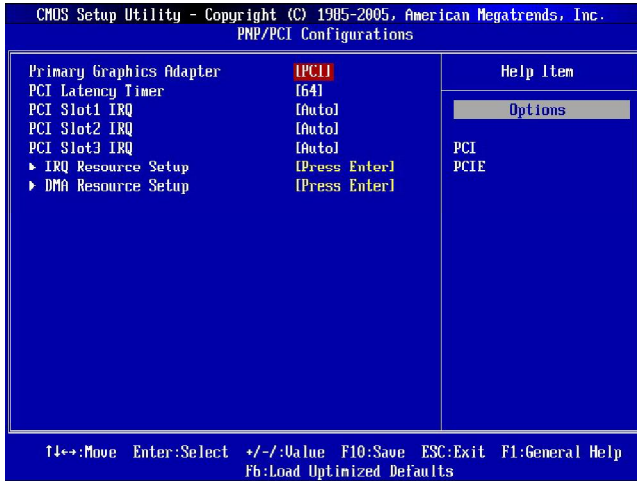 CMOS Setup Utility - Copyright (C) 1985-2005, American Megatrends, Inc.
PNP/PCI Configurations
Primary Graphics Adapter [PCI]
PCI Latency Timer [64]
PCI Slot1 IRQ [Auto]
PCI Slot2 IRQ [Auto]
PCI Slot3 IRQ [Auto]
► IRQ Resource Setup [Press Enter]
► DMA Resource Setup [Press Enter]
Help Item
Options
PCI
PCIE
↑↓←→:Move Enter:Select +/-/:Value F10:Save ESC:Exit F1:General Help
F6:Load Optimized Defaults